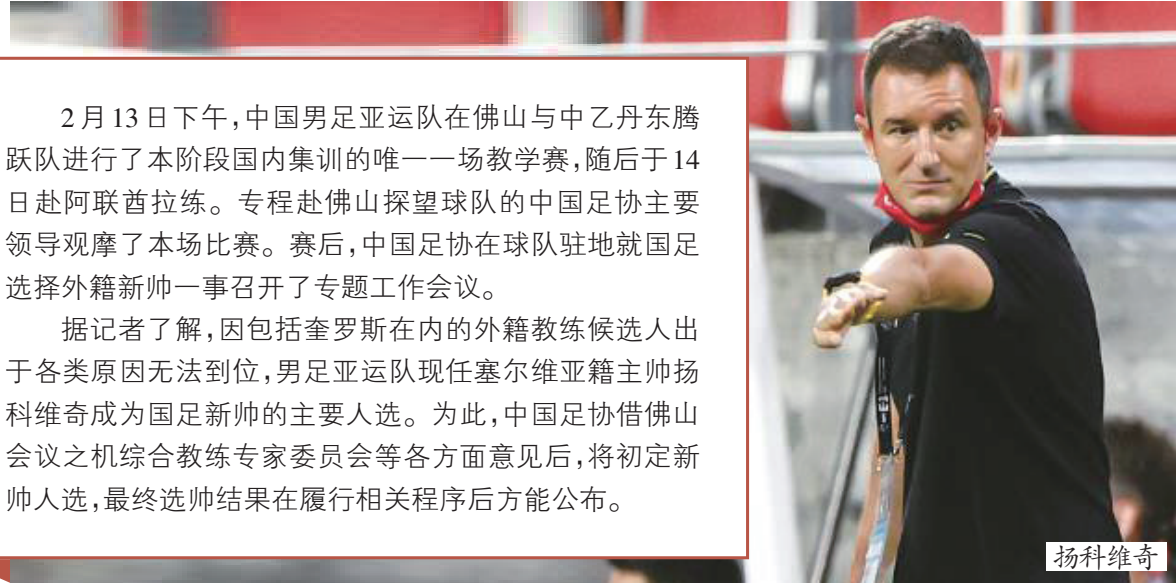 2月13日下午,中国男足亚运队在佛山与中乙丹东腾
跃队进行了本阶段国内集训的唯一一场教学赛,随后于14
日赴阿联酋拉练。专程赴佛山探望球队的中国足协主要
领导观摩了本场比赛。赛后,中国足协在球队驻地就国足
选择外籍新帅一事召开了专题工作会议。
据记者了解,因包括奎罗斯在内的外籍教练候选人出
于各类原因无法到位,男足亚运队现任塞尔维亚籍主帅扬
科维奇成为国足新帅的主要人选。为此,中国足协借佛山
会议之机综合教练专家委员会等各方面意见后,将初定新
帅人选,最终选帅结果在履行相关程序后方能公布。
扬科维奇